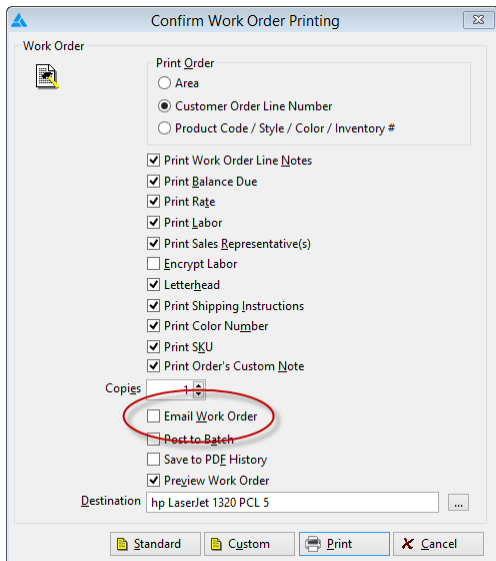 Confirm Work Order Printing
Work Order
Print Order
Area
Customer Order Line Number
Product Code / Style / Color / Inventory #
Print Work Order Line Notes
Print Balance Due
Print Rate
Print Labor
Print Sales Representative(s)
Encrypt Labor
Letterhead
Print Shipping Instructions
Print Color Number
Print SKU
Print Order's Custom Note
Copies 1
Email Work Order
Post to Batch
Save to PDF History
Preview Work Order
Destination hp LaserJet 1320 PCL 5 ...
Standard Custom Print Cancel